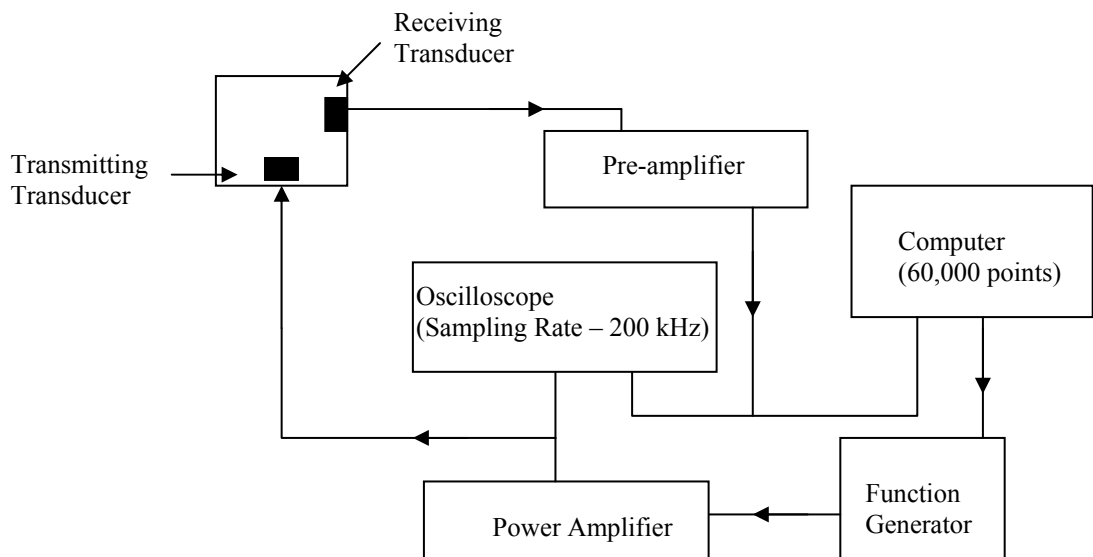 Receiving
Transducer
Transmitting
Transducer
Pre-amplifier
Computer
(60,000 points)
Oscilloscope
(Sampling Rate – 200 kHz)
Function
Generator
Power Amplifier